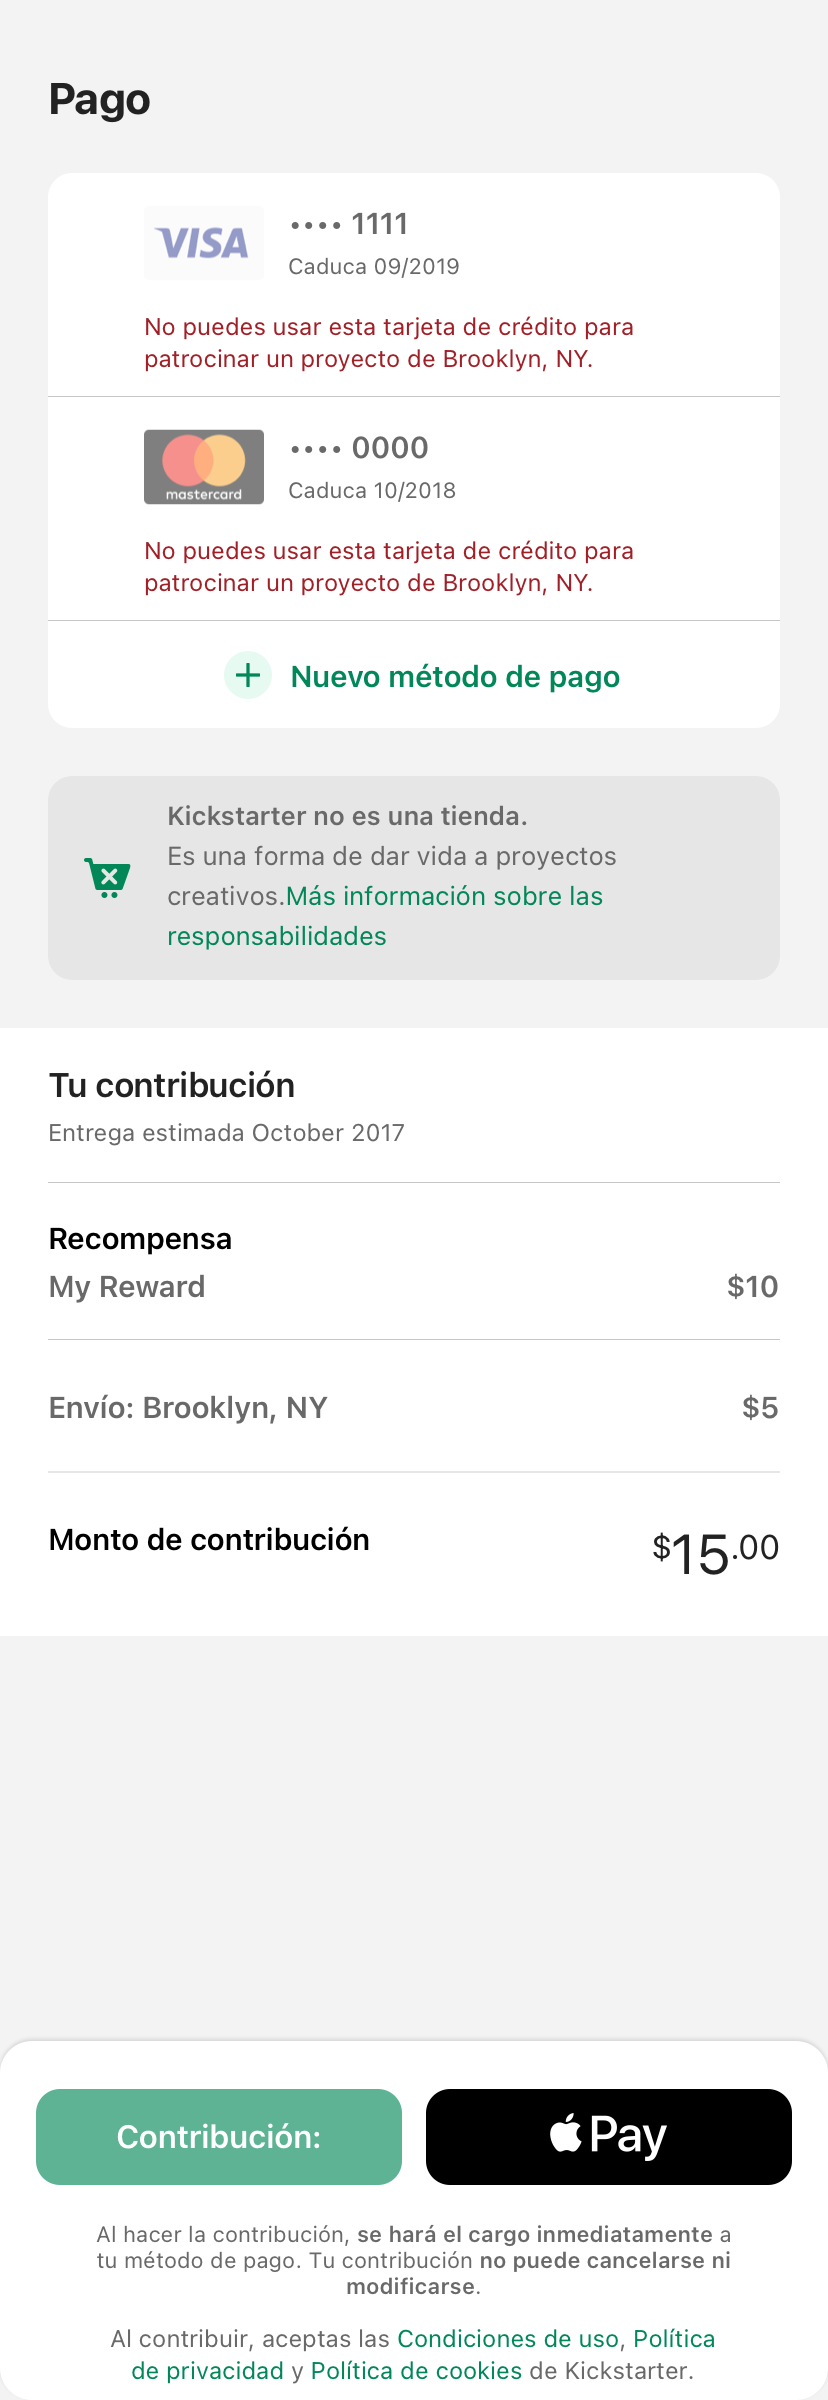 Pago
VISA
•••• 1111
Caduca 09/2019
No puedes usar esta tarjeta de crédito para
patrocinar un proyecto de Brooklyn, NY.
mastercard
•••• 0000
Caduca 10/2018
No puedes usar esta tarjeta de crédito para
patrocinar un proyecto de Brooklyn, NY.
Nuevo método de pago
Kickstarter no es una tienda.
Es una forma de dar vida a proyectos
creativos.Más información sobre las
responsabilidades
Tu contribución
Entrega estimada October 2017
Recompensa
My Reward $10
Envío: Brooklyn, NY $5
Monto de contribución $15.00
Contribución: Pay
Al hacer la contribución, se hará el cargo inmediatamente a
tu método de pago. Tu contribución no puede cancelarse ni
modificarse.
Al contribuir, aceptas las Condiciones de uso, Política
de privacidad y Política de cookies de Kickstarter.